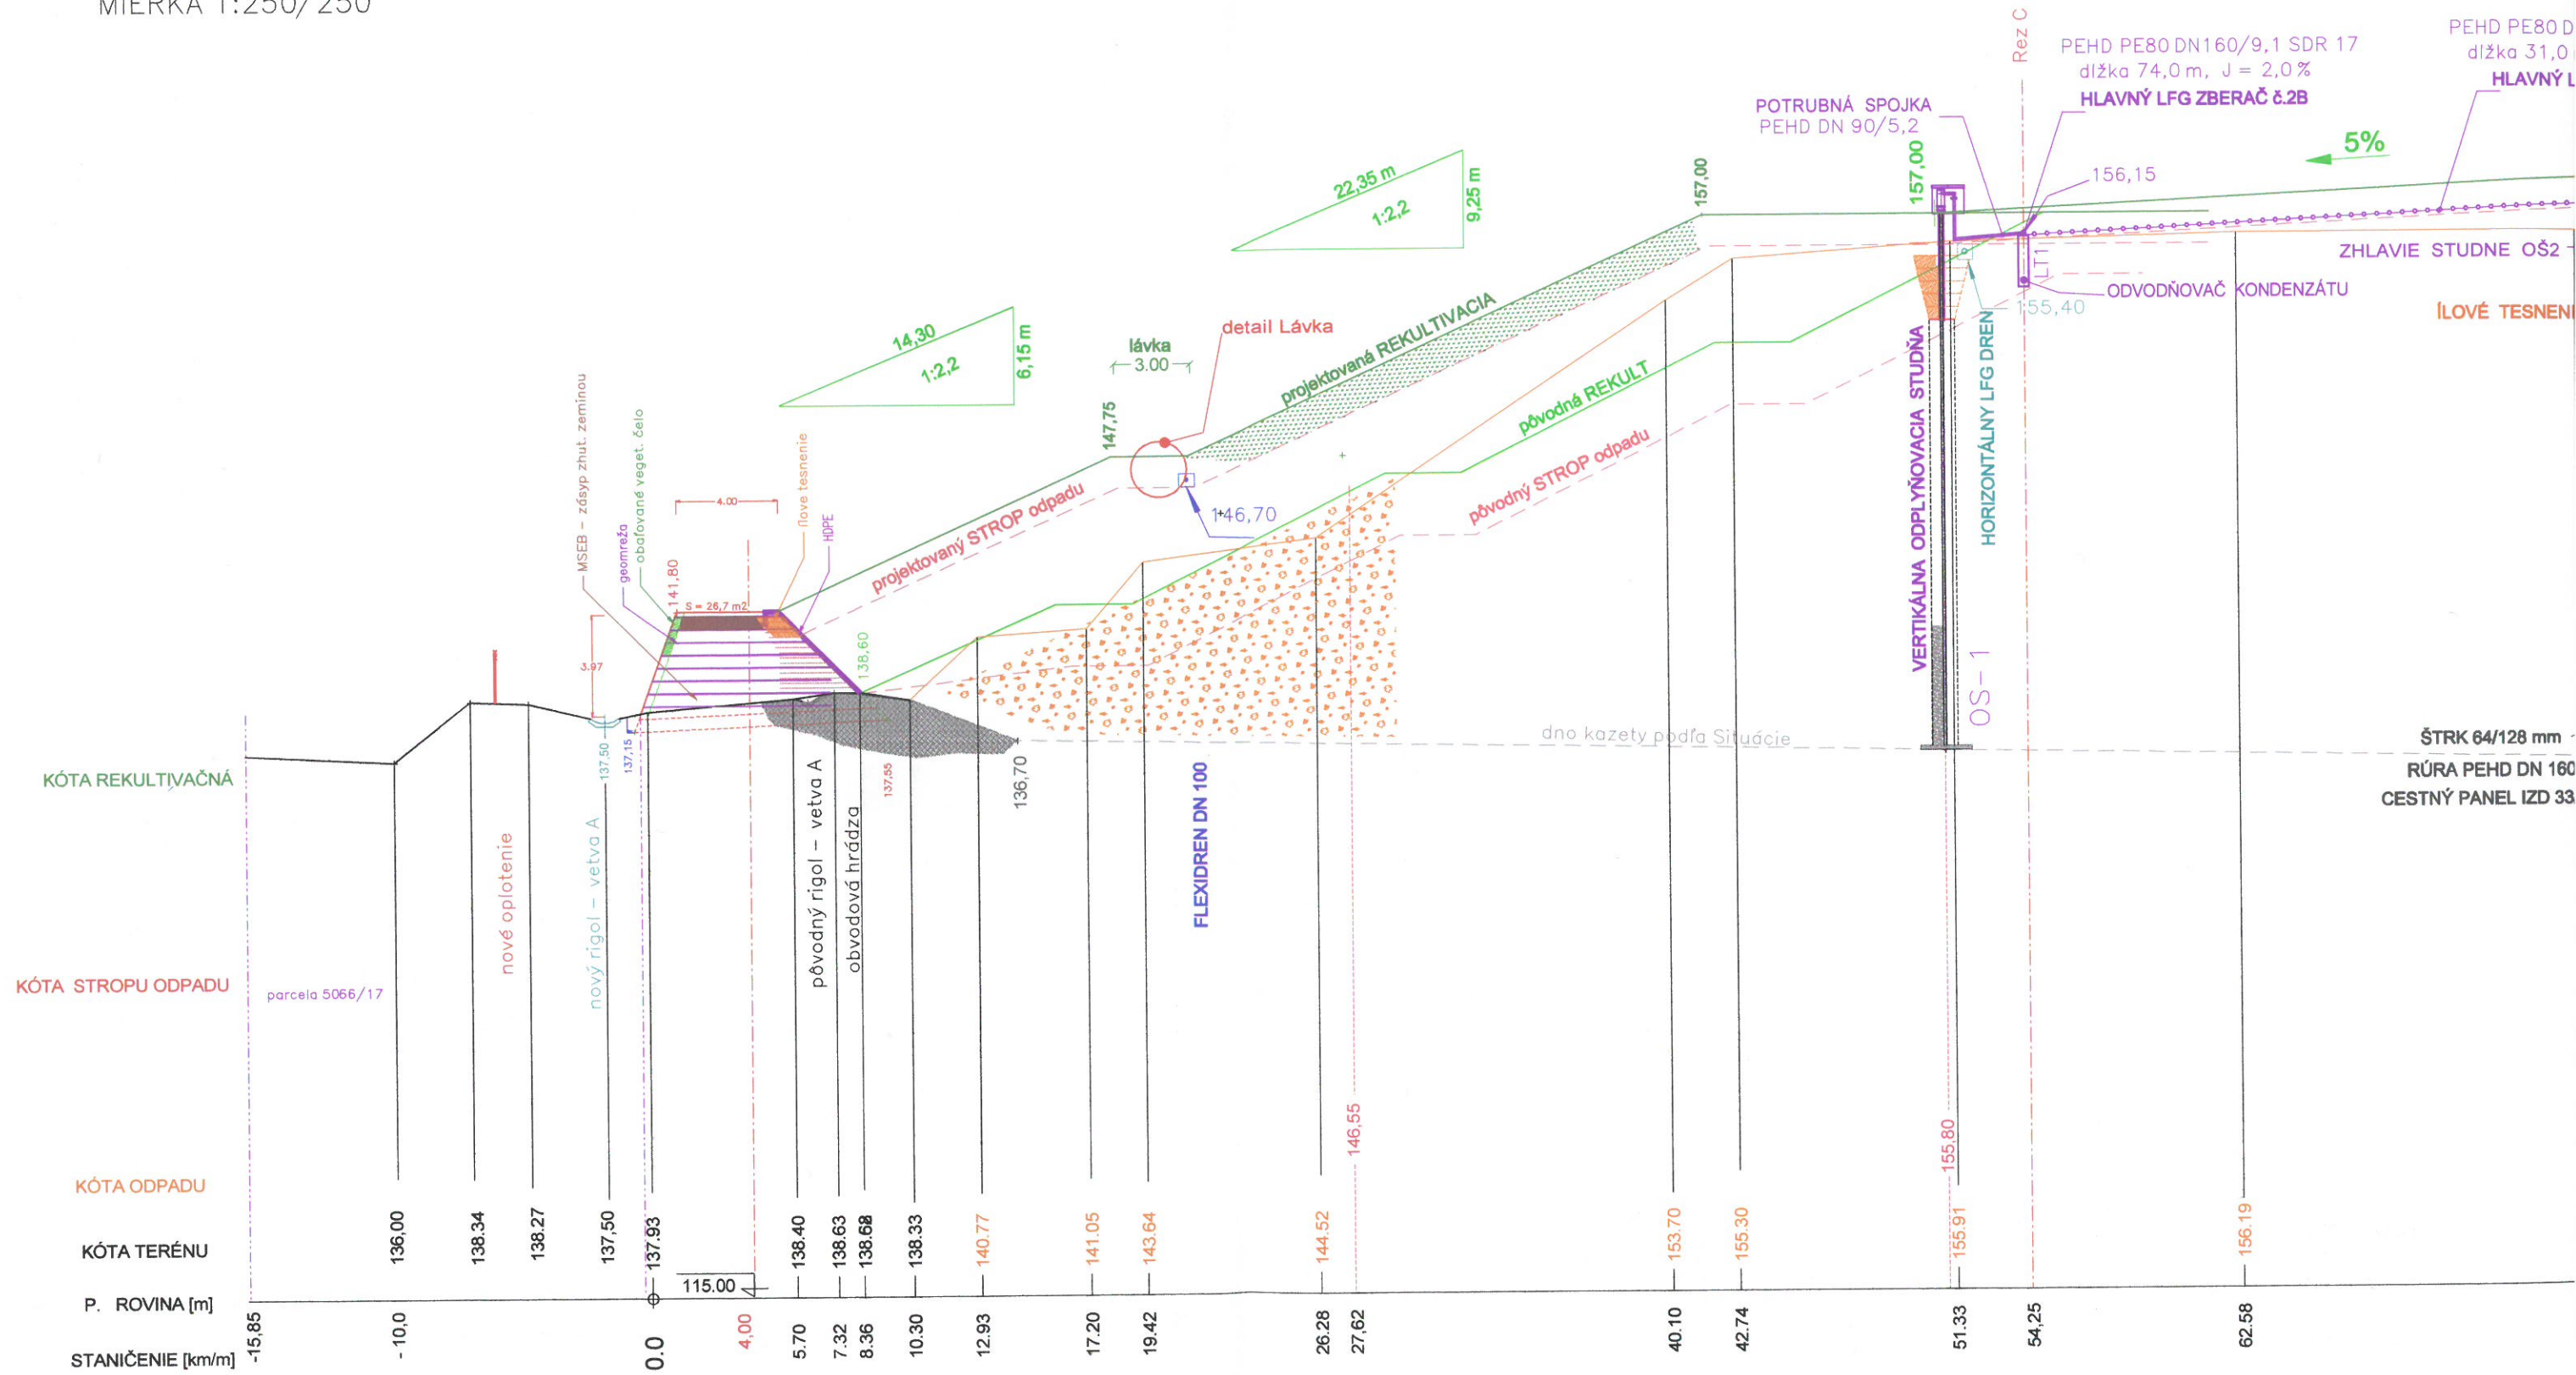 MIERKA 1:250/250
Rez C
PEHD PE80 DN160/9,1 SDR 17
dĺžka 74,0 m, J = 2,0 %
HLAVNÝ LFG ZBERAČ č.2B
PEHD PE80 D
dĺžka 31,0
HLAVNÝ L
POTRUBNÁ SPOJKA
PEHD DN 90/5,2
157,00
5%
156,15
157,00
22,35 m
1:2,2
9,25 m
ZHLAVIE STUDNE OŠ2
LT1
ODVODŇOVAČ KONDENZÁTU
155,40
ÍLOVÉ TESNENI
14,30
1:2,2
6,15 m
lávka
3.00
detail Lávka
projektovaná REKULTIVACIA
pôvodná REKULT
pôvodný STROP odpadu
VERTIKÁLNA ODPLYŇOVACIA STUDŇA
HORIZONTÁLNY LFG DREN
OS-1
147,75
146,70
projektovaný STROP odpadu
MSEB - zásyp zhut. zeminou
geomreža
obaľované veget. čelo
4.00
ílove tesnenie
HDPE
141,80
S = 26,7 m2
3.97
138,60
137,50
137,15
137,55
136,70
dno kazety podľa Situácie
ŠTRK 64/128 mm
RÚRA PEHD DN 160
CESTNÝ PANEL IZD 33
KÓTA REKULTIVAČNÁ
nové oplotenie
nový rigol - vetva A
pôvodný rigol - vetva A
obvodová hrádza
FLEXIDREN DN 100
KÓTA STROPU ODPADU
parcela 5066/17
146,55
155,80
KÓTA ODPADU
KÓTA TERÉNU
136,00
138.34
138.27
137,50
137.93
138.40
138.63
138.68
138.33
140.77
141.05
143.64
144.52
153.70
155.30
155.91
156.19
P. ROVINA [m]
115.00
STANIČENIE [km/m]
-15,85
-10,0
0.0
4,00
5.70
7.32
8.36
10.30
12.93
17.20
19.42
26.28
27,62
40.10
42.74
51.33
54,25
62.58